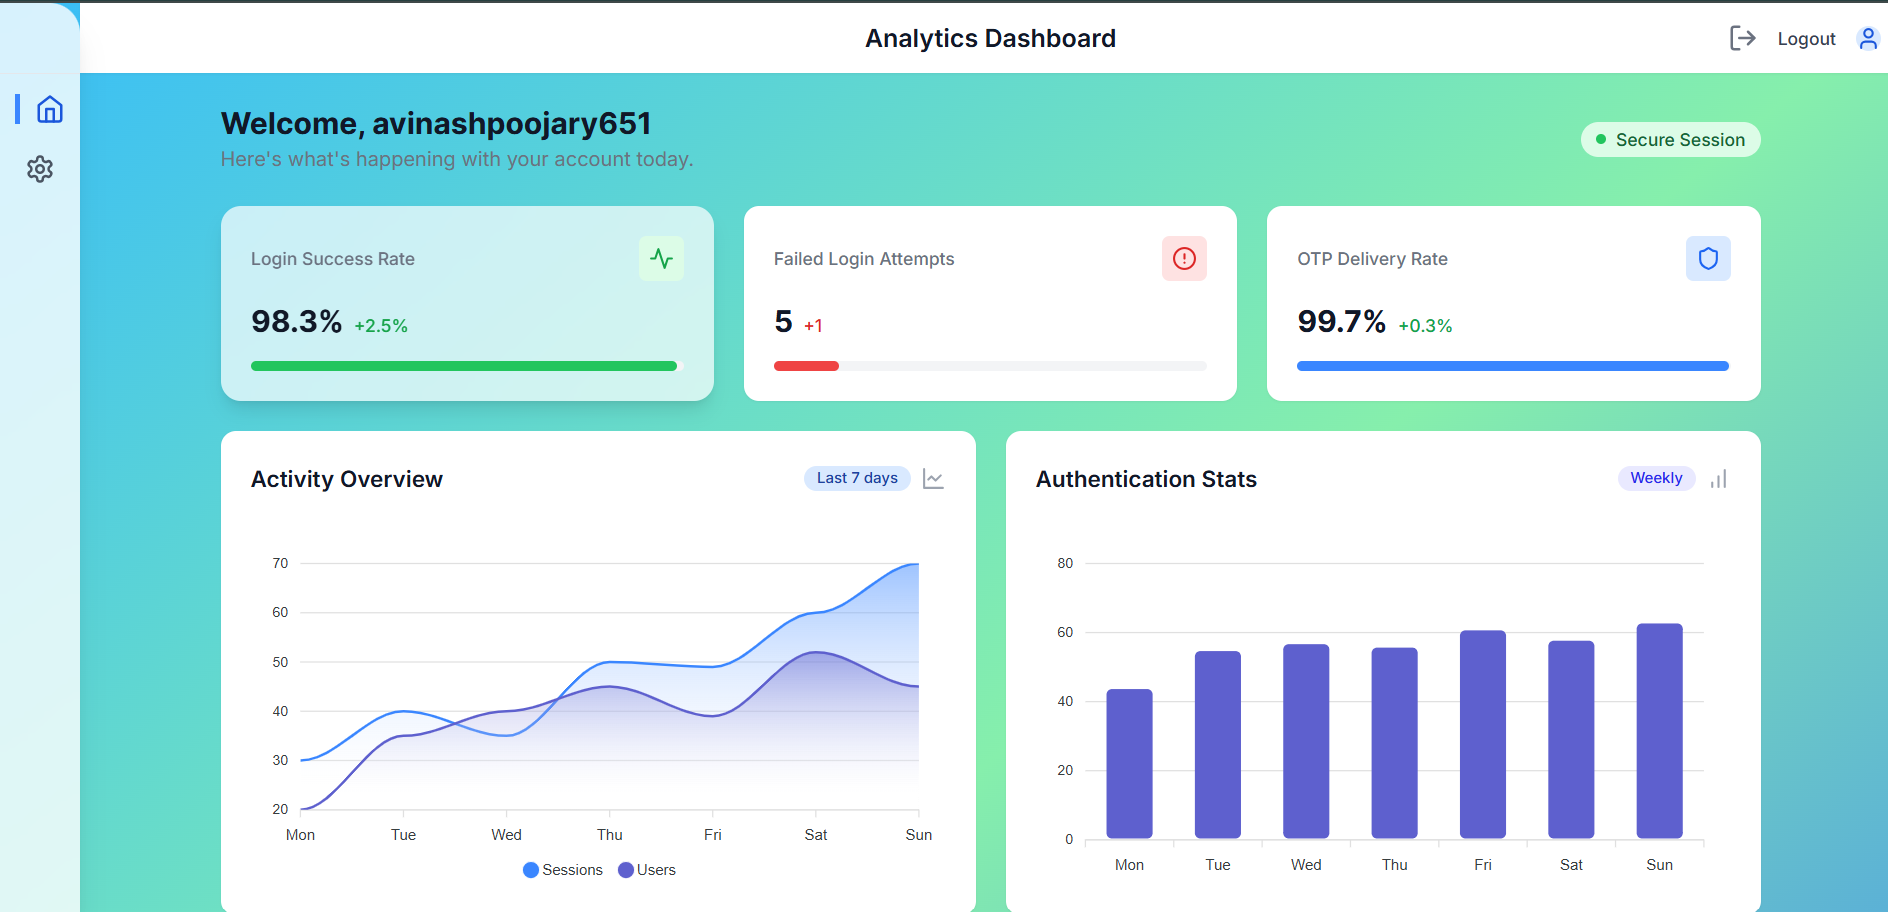 Analytics Dashboard
Logout
Welcome, avinashpoojary651
Here's what's happening with your account today.
Secure Session
Login Success Rate
98.3% +2.5%
Failed Login Attempts
5 +1
OTP Delivery Rate
99.7% +0.3%
Activity Overview
Last 7 days
70
60
50
40
30
20
Mon Tue Wed Thu Fri Sat Sun
Sessions Users
Authentication Stats
Weekly
80
60
40
20
0
Mon Tue Wed Thu Fri Sat Sun